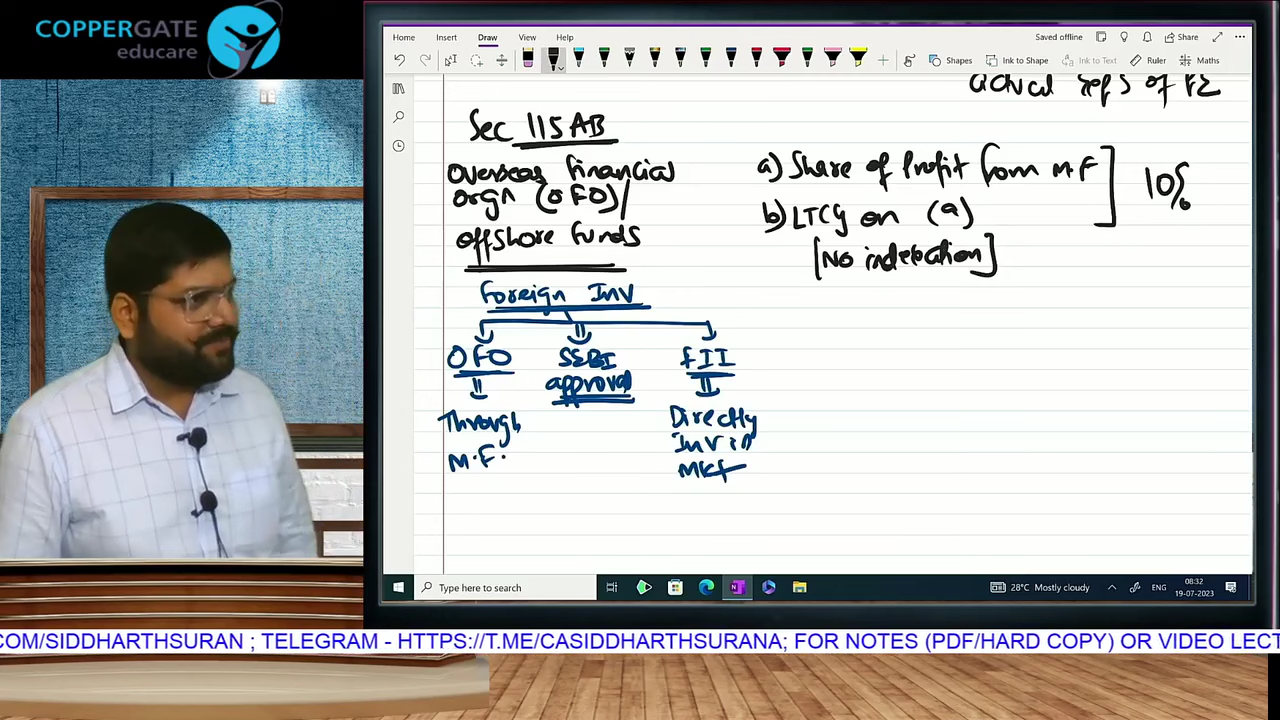 COPPERGATE
educare
Home Insert Draw View Help
Saved offline
Share
Shapes
Ink to Shape
Ink to Text
Ruler
Maths
of FE
Sec 115AB
overseas financial
orgn (OFO)/
offshore funds
a) Share of Profit from M.F
b) LTCG on (a)
[No indexation]
10%
Foreign Inv
OFO
SEBI
approval
FII
Through
M.F.
Directly
Inv in
Mkt
Type here to search
28°C Mostly cloudy
ENG
08:32
19-07-2023
COM/SIDDHARTHSURAN ; TELEGRAM - HTTPS://T.ME/CASIDDHARTHSURANA; FOR NOTES (PDF/HARD COPY) OR VIDEO LECT